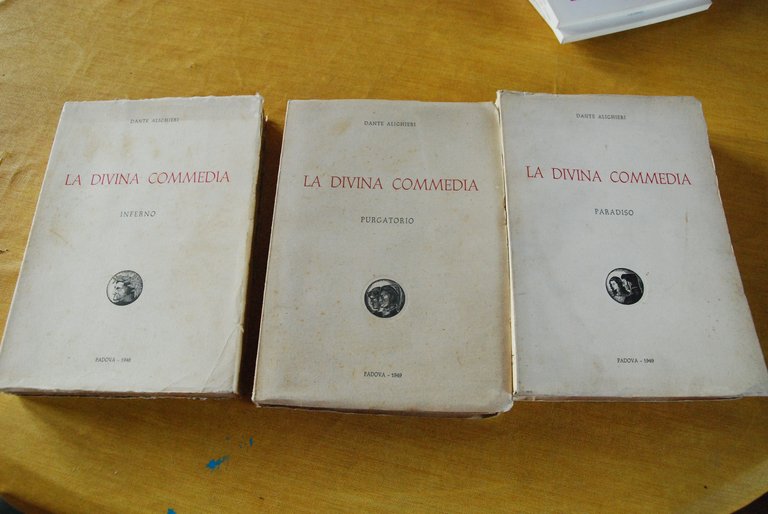 DANTE ALIGHIERI
LA DIVINA COMMEDIA
INFERNO
PADOVA - 1949
DANTE ALIGHIERI
LA DIVINA COMMEDIA
PURGATORIO
PADOVA - 1949
DANTE ALIGHIERI
LA DIVINA COMMEDIA
PARADISO
PADOVA - 1949